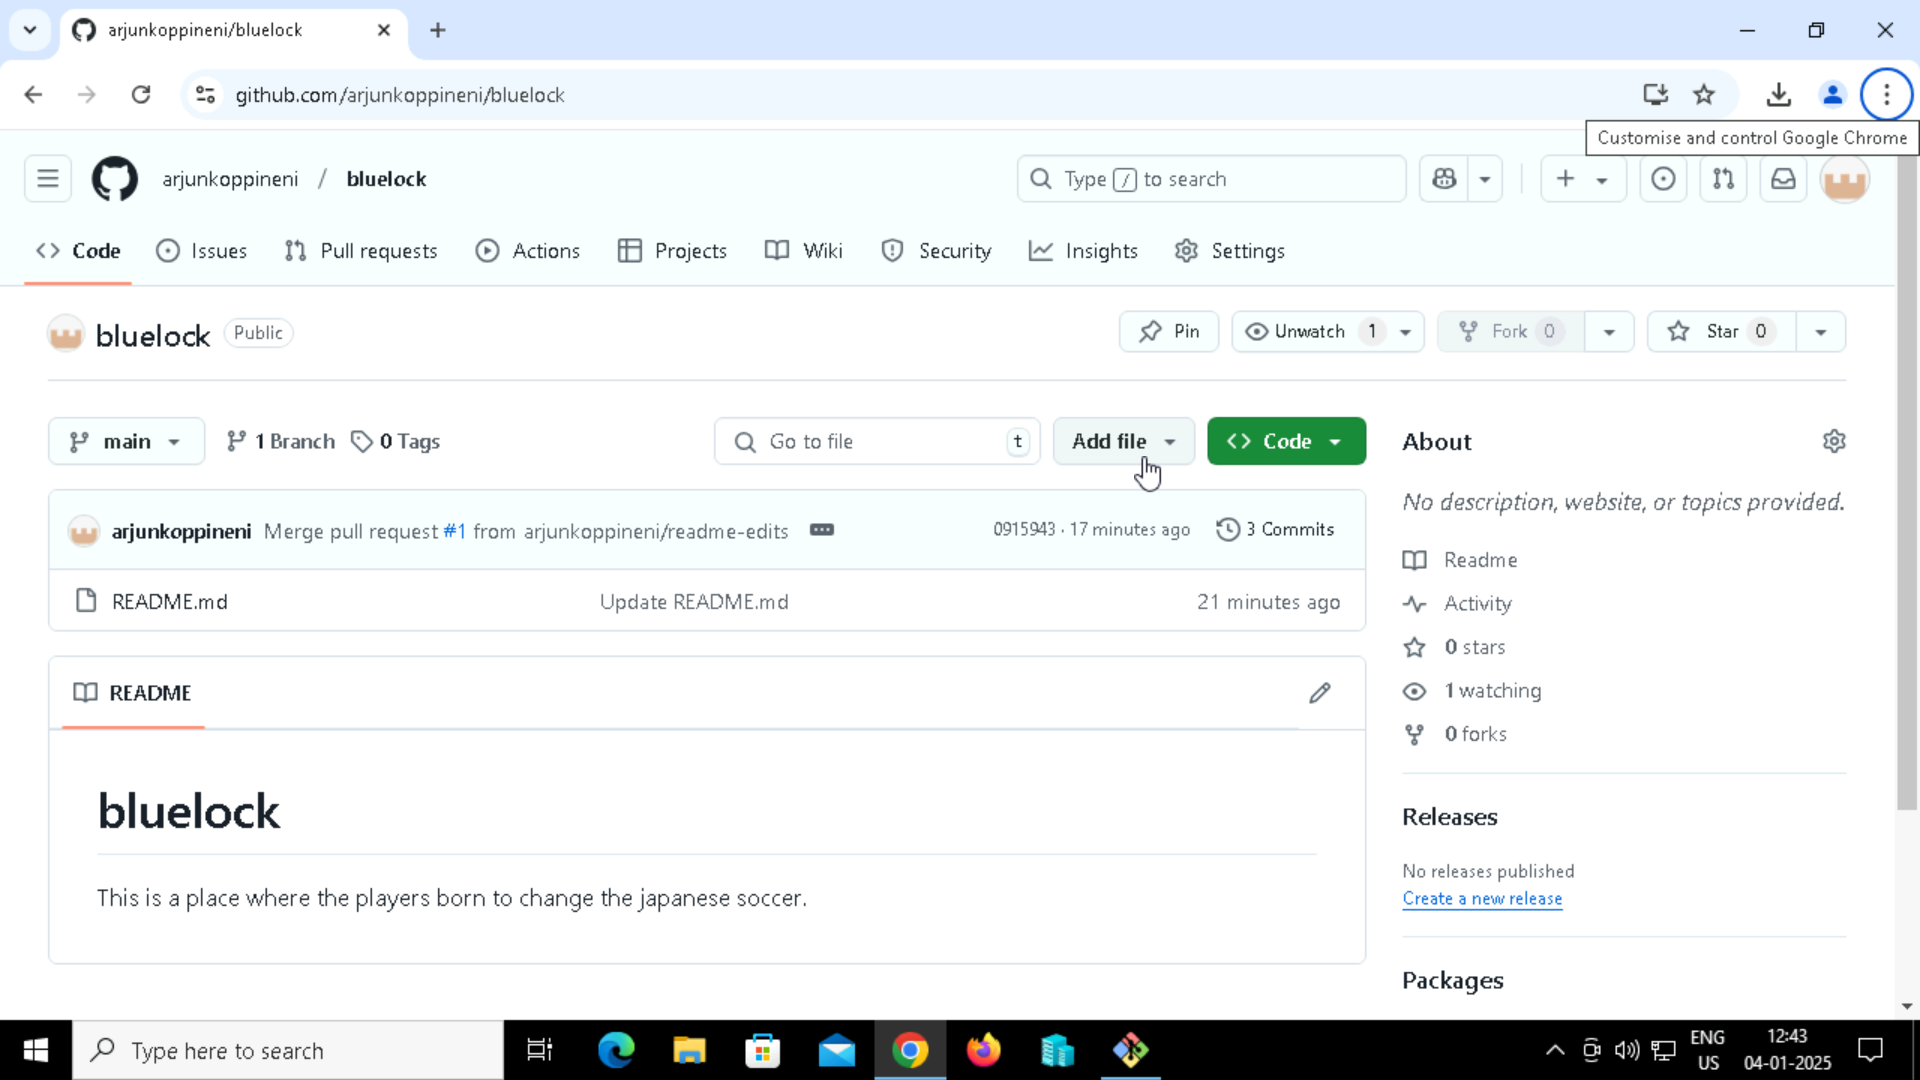 arjunkoppineni/bluelock
github.com/arjunkoppineni/bluelock
Customise and control Google Chrome
arjunkoppineni / bluelock
Type / to search
Code Issues Pull requests Actions Projects Wiki Security Insights Settings
bluelock Public
Pin Unwatch 1 Fork 0 Star 0
main 1 Branch 0 Tags Go to file t Add file Code
arjunkoppineni Merge pull request #1 from arjunkoppineni/readme-edits 0915943 · 17 minutes ago 3 Commits
README.md Update README.md 21 minutes ago
README
bluelock
This is a place where the players born to change the japanese soccer.
About
No description, website, or topics provided.
Readme
Activity
0 stars
1 watching
0 forks
Releases
No releases published
Create a new release
Packages
Type here to search
ENG
US
12:43
04-01-2025